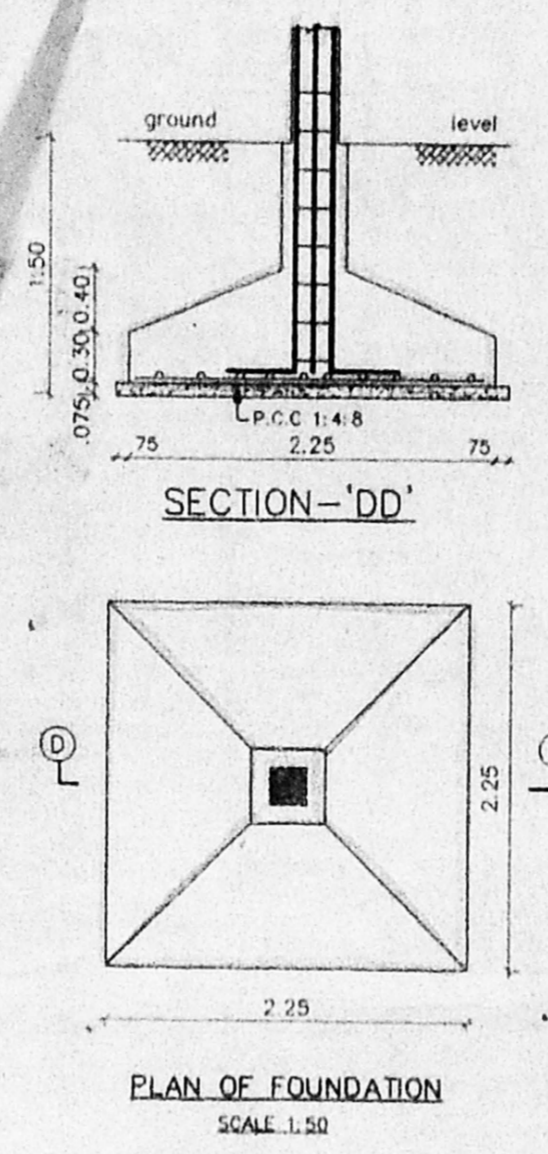 ground level
1:50
.075 0.30 0.40
P.C.C 1:4:8
75 2.25 75
SECTION-'DD'
D
2.25
2.25
PLAN OF FOUNDATION
SCALE 1:50